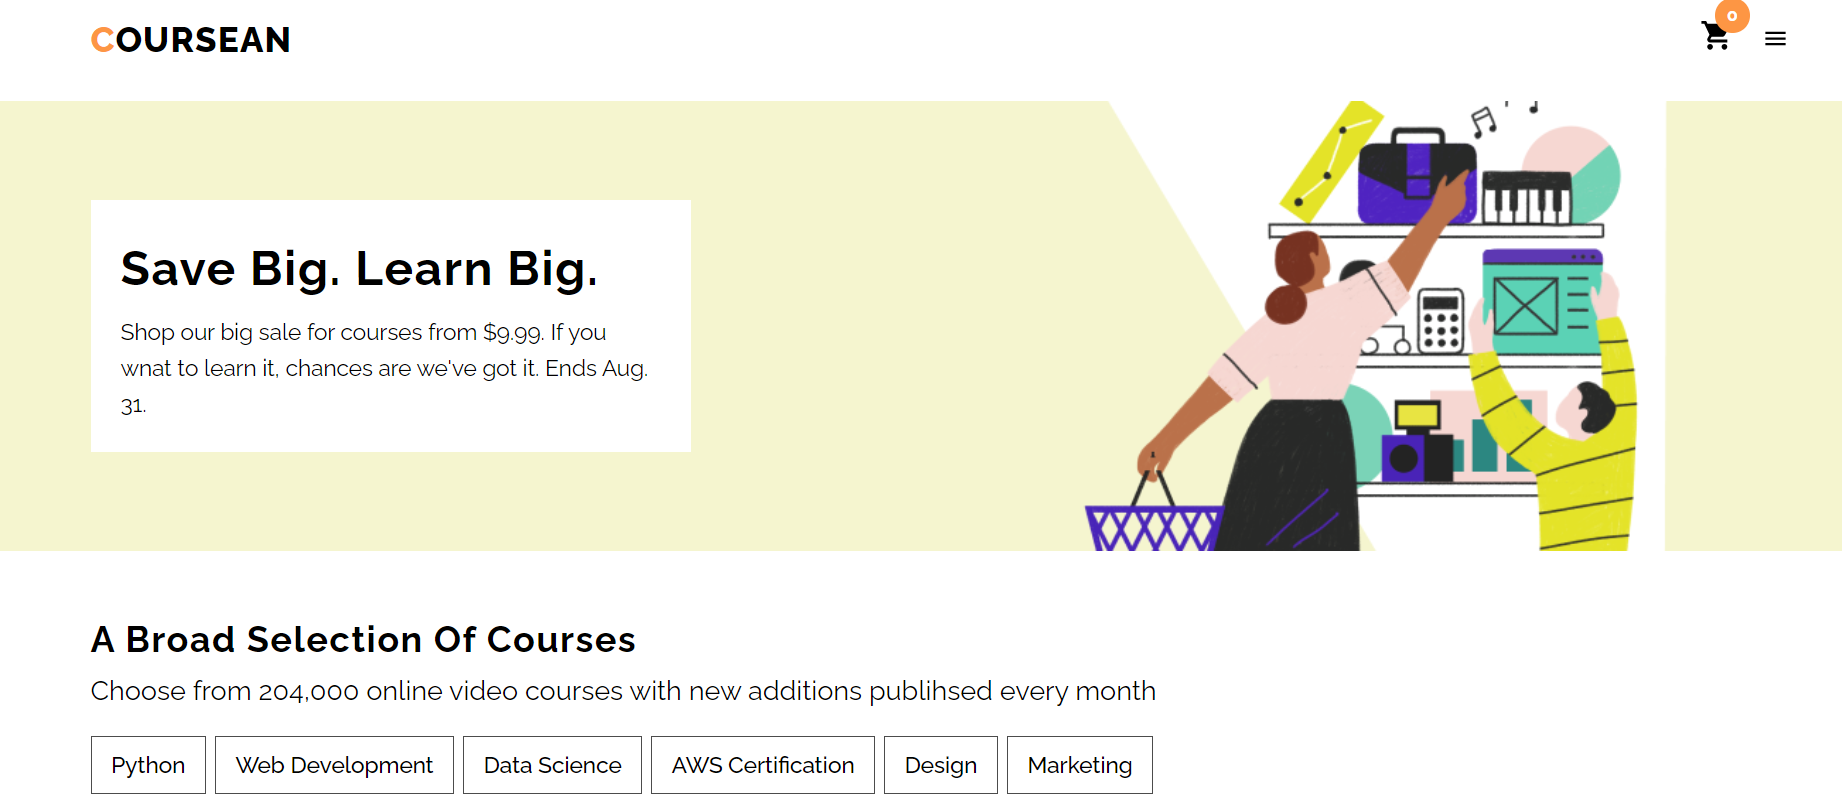 COURSEAN
0
Save Big. Learn Big.
Shop our big sale for courses from $9.99. If you
wnat to learn it, chances are we've got it. Ends Aug.
31.
A Broad Selection Of Courses
Choose from 204,000 online video courses with new additions publihsed every month
Python
Web Development
Data Science
AWS Certification
Design
Marketing